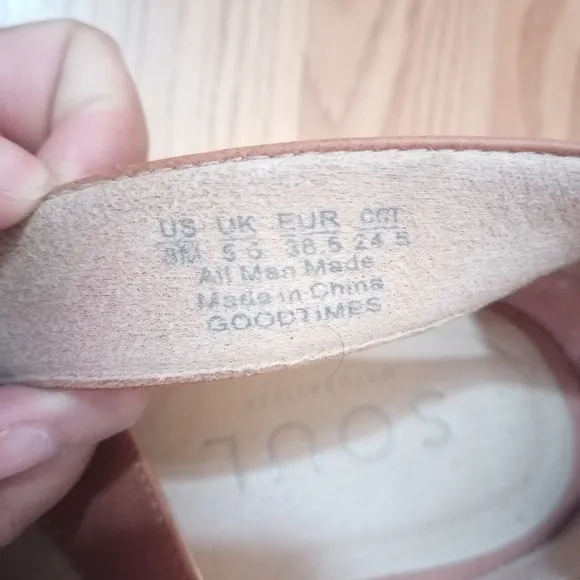 US UK EUR cm
8M 5.5 38.5 24.5
All Man Made
Made in China
GOODTIMES
SOUL
naturalizer